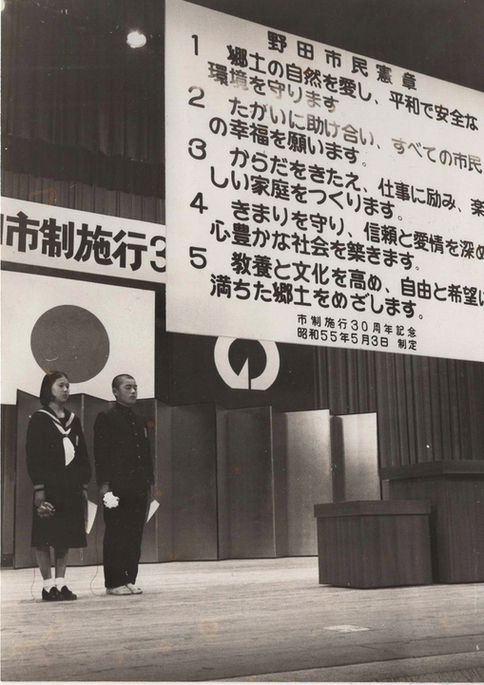 野田市民憲章
1 郷土の自然を愛し、平和で安全な
環境を守ります
2 たがいに助け合い、すべての市民
の幸福を願います。
3 からだをきたえ、仕事に励み、楽
しい家庭をつくります。
4 きまりを守り、信頼と愛情を深め
心豊かな社会を築きます。
5 教養と文化を高め、自由と希望に
満ちた郷土をめざします。
市制施行30周年記念
昭和55年5月3日 制定
市制施行3